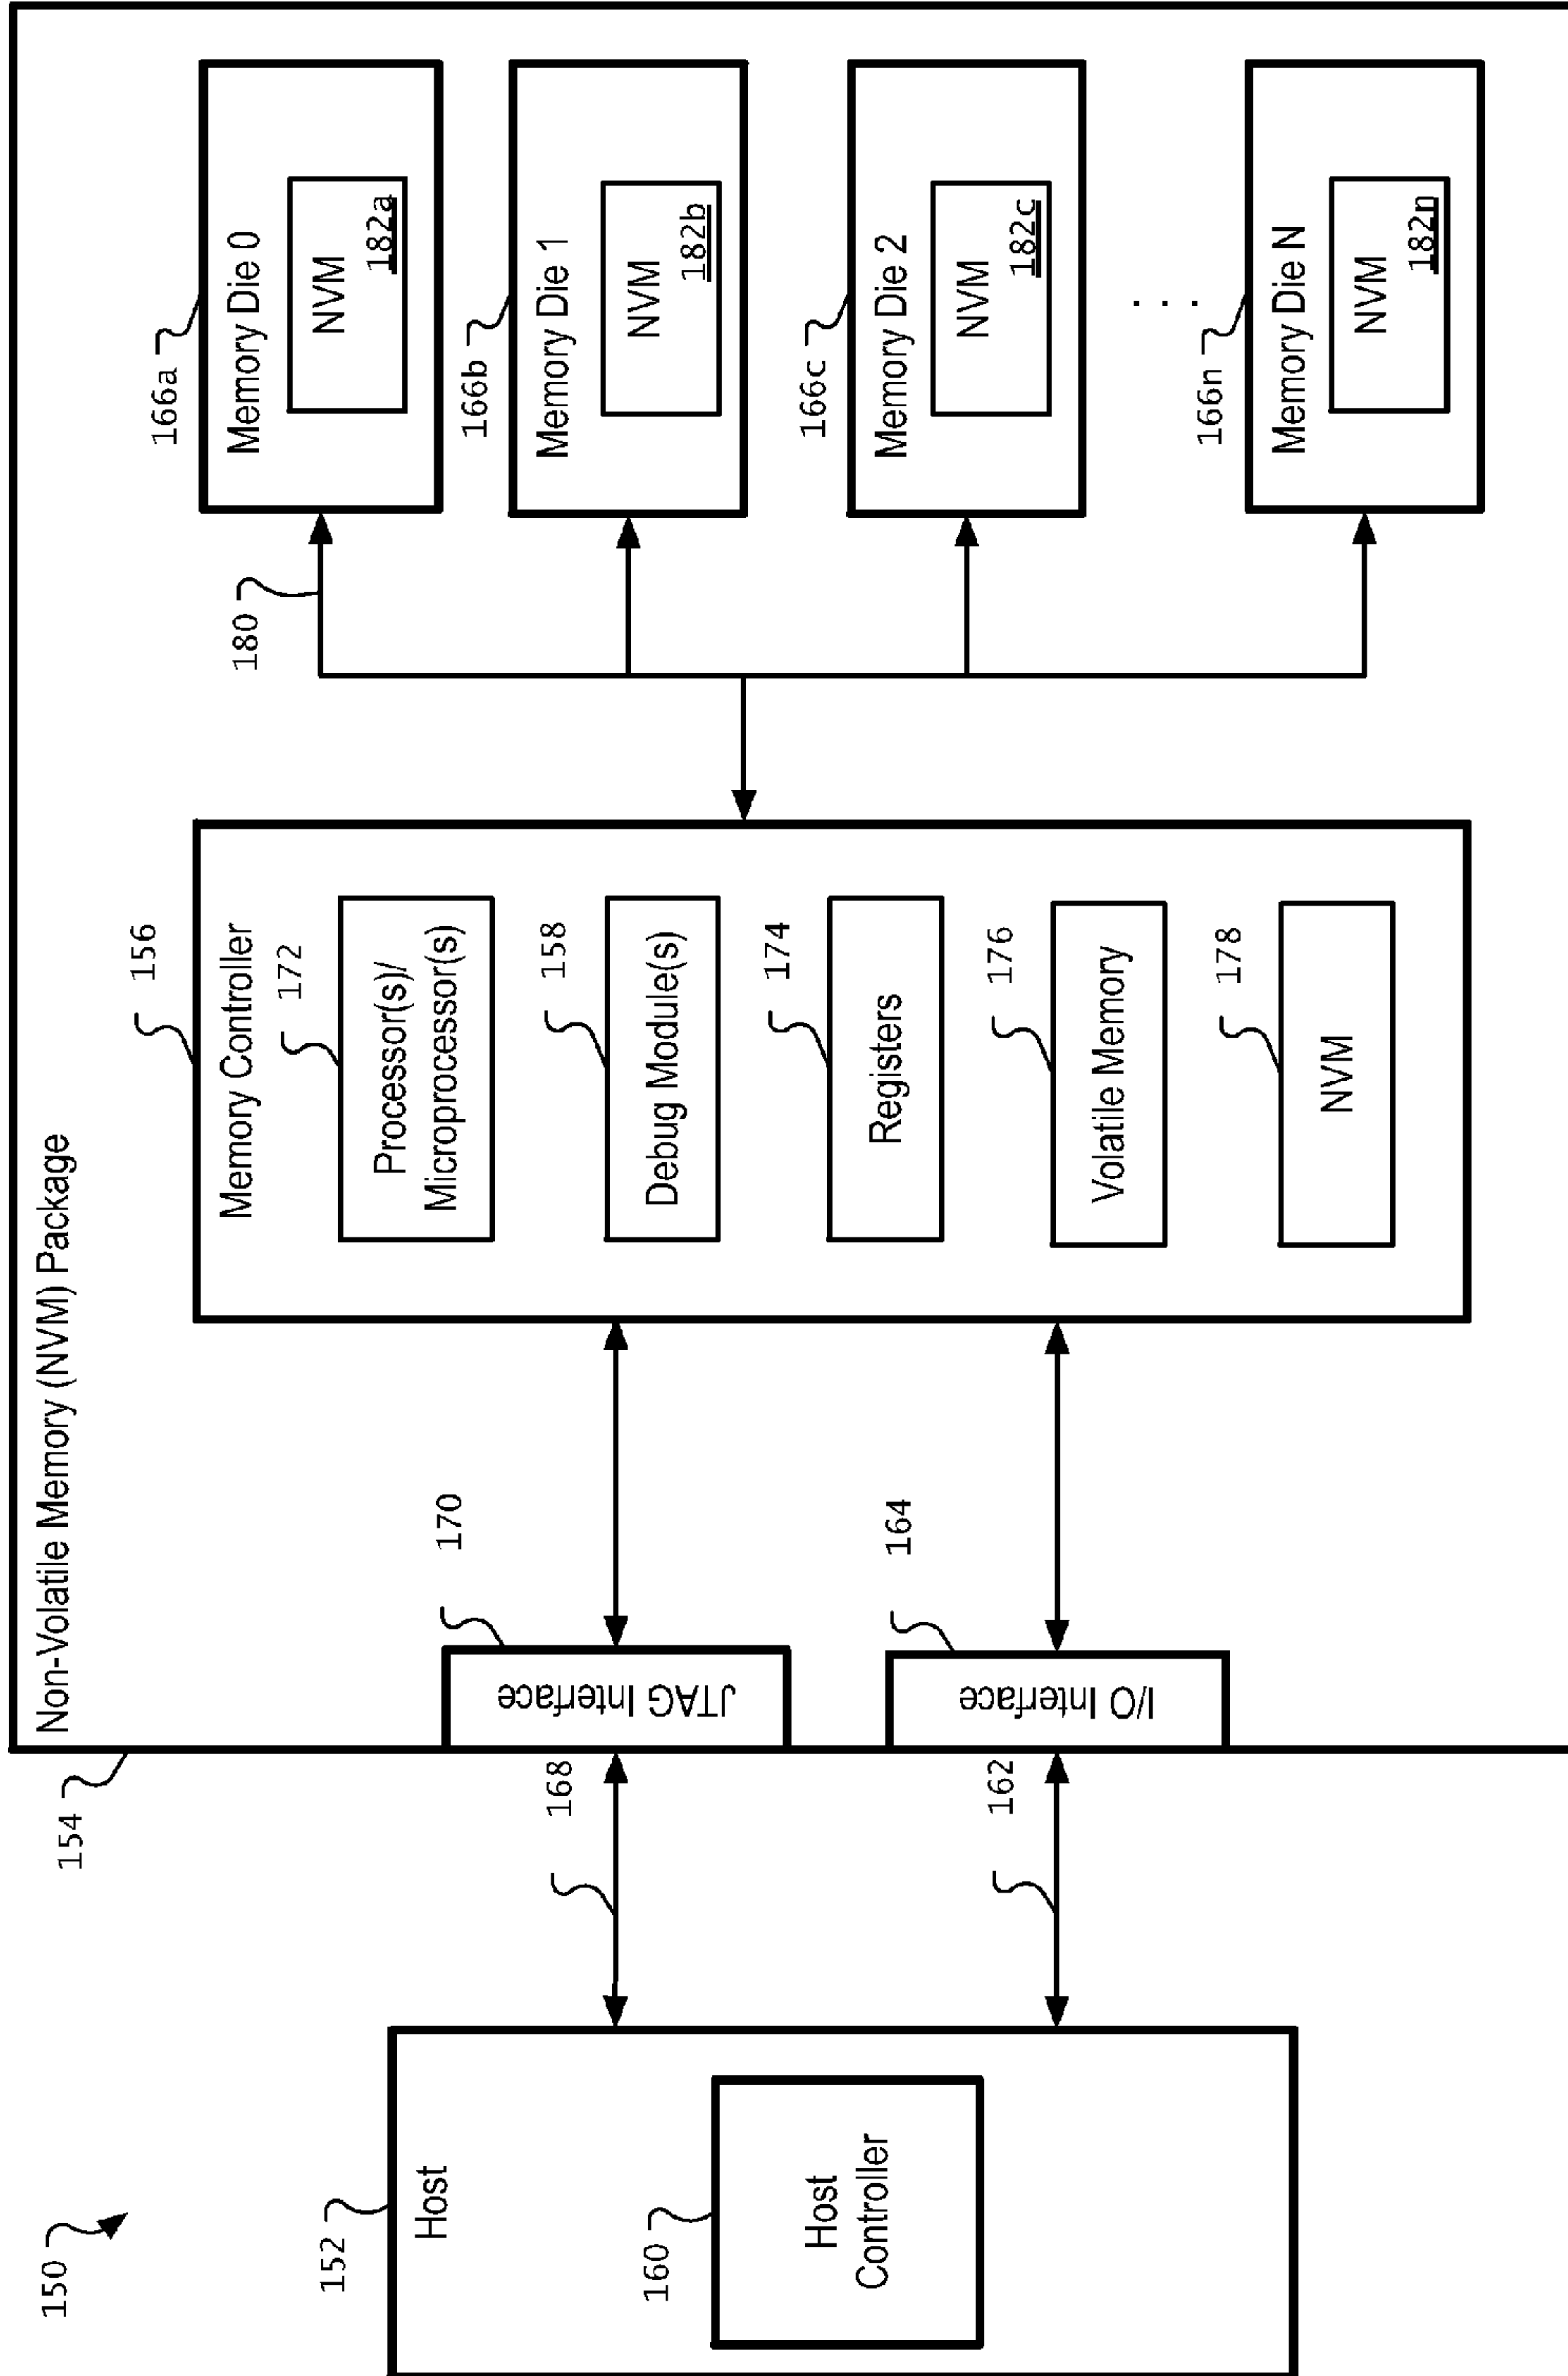 150
152
Host
160
Host
Controller
168
162
154
Non-Volatile Memory (NVM) Package
170
JTAG Interface
164
I/O Interface
156
Memory Controller
172
Processor(s)/
Microprocessor(s)
158
Debug Module(s)
174
Registers
176
Volatile Memory
178
NVM
180
166a
Memory Die 0
NVM
182a
166b
Memory Die 1
NVM
182b
166c
Memory Die 2
NVM
182c
. . .
166n
Memory Die N
NVM
182n